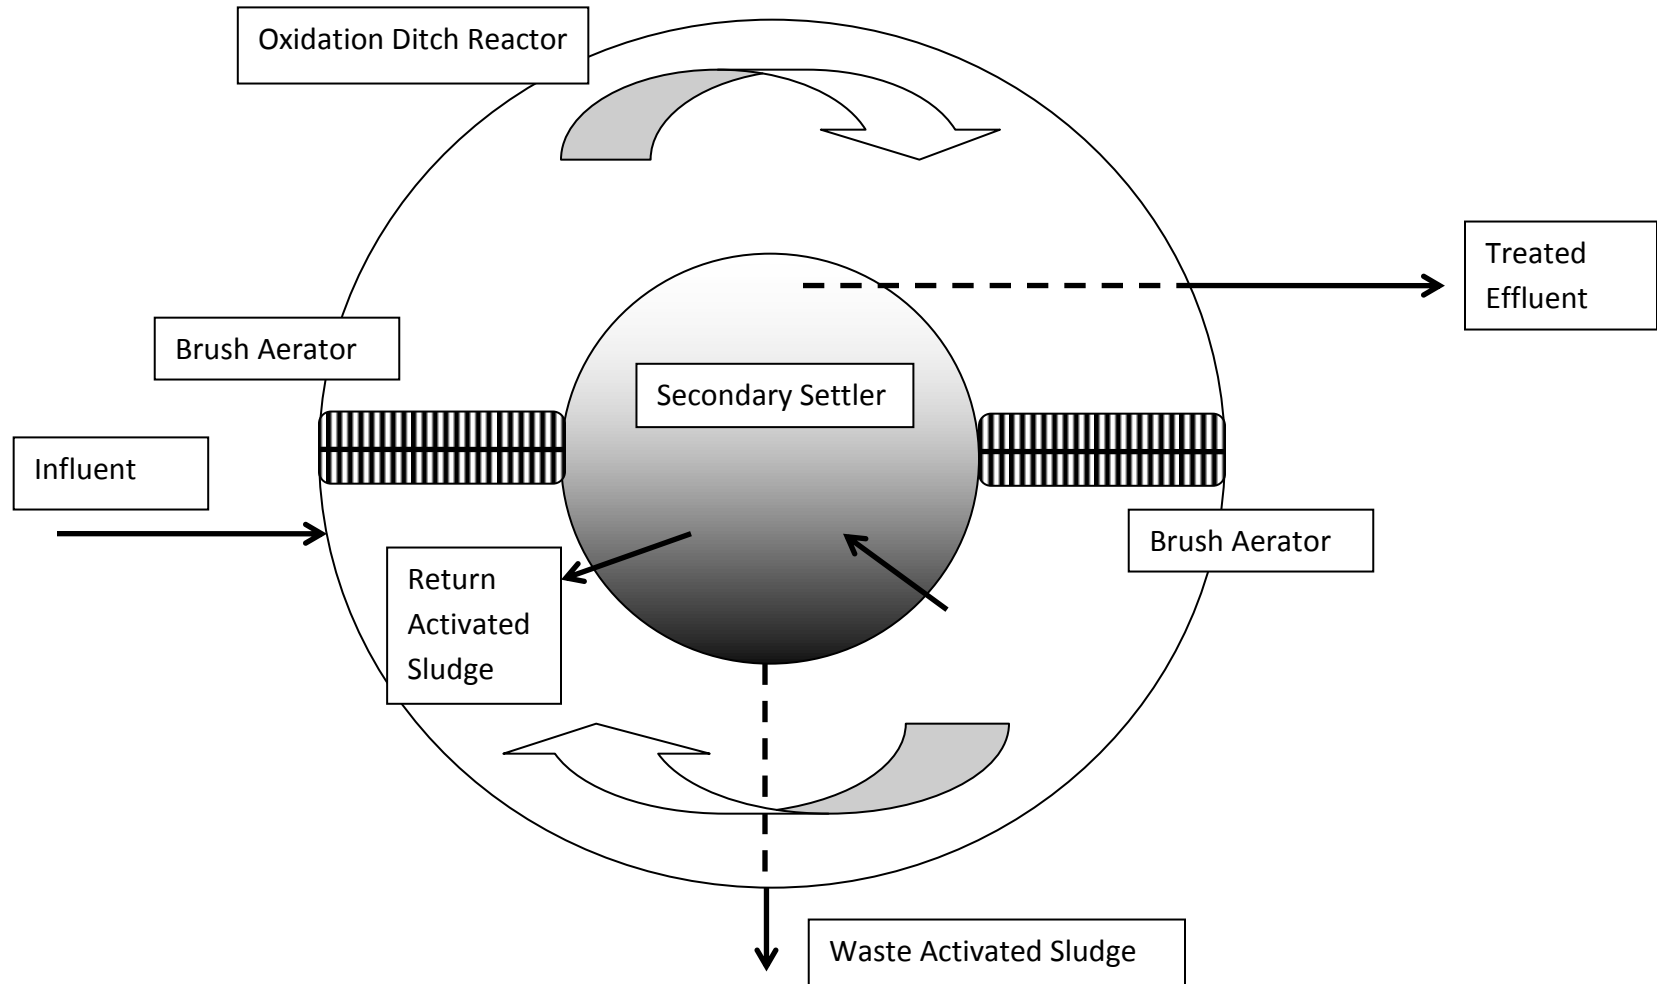 Oxidation Ditch Reactor
Treated
Effluent
Brush Aerator
Secondary Settler
Influent
Brush Aerator
Return
Activated
Sludge
Waste Activated Sludge